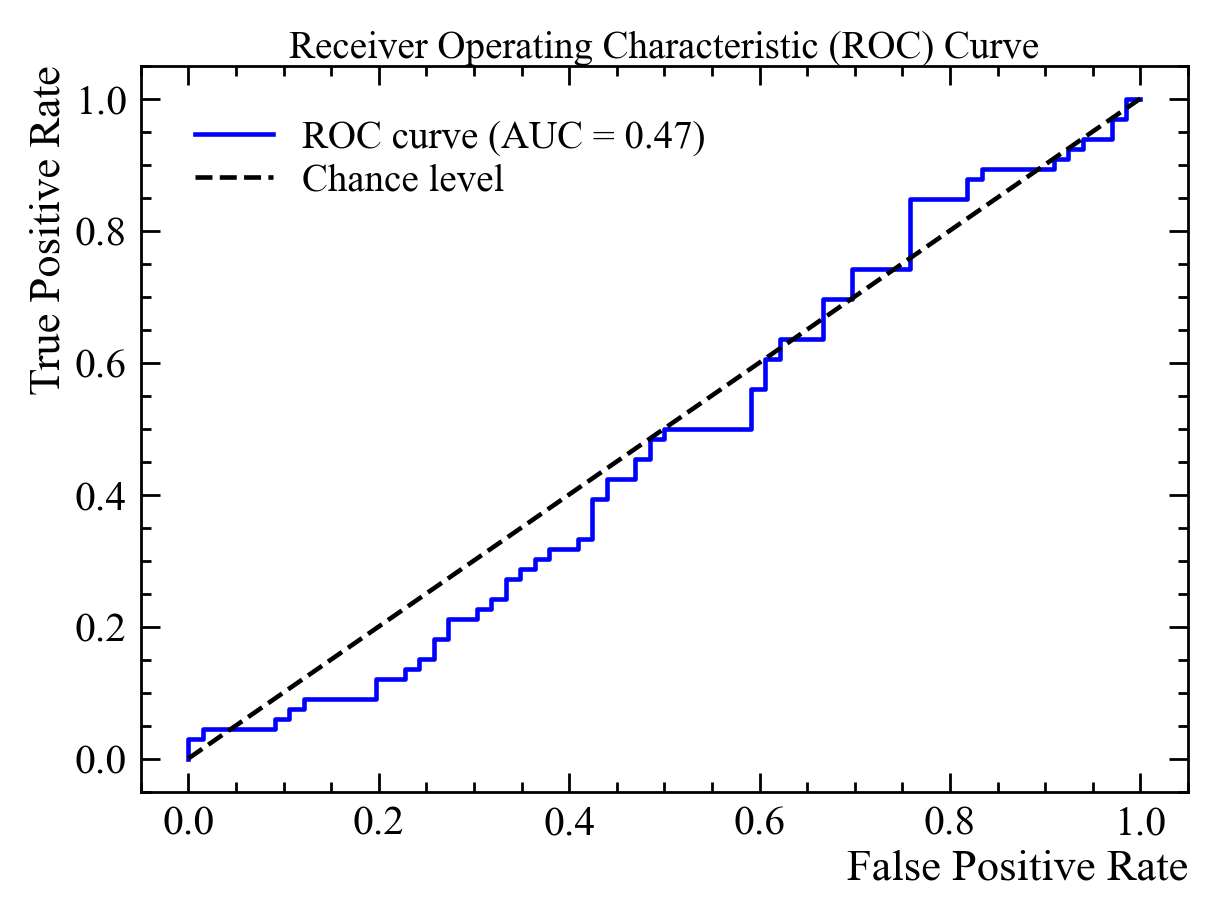 Receiver Operating Characteristic (ROC) Curve
True Positive Rate
1.0
0.8
0.6
0.4
0.2
0.0
ROC curve (AUC = 0.47)
Chance level
0.0 0.2 0.4 0.6 0.8 1.0
False Positive Rate